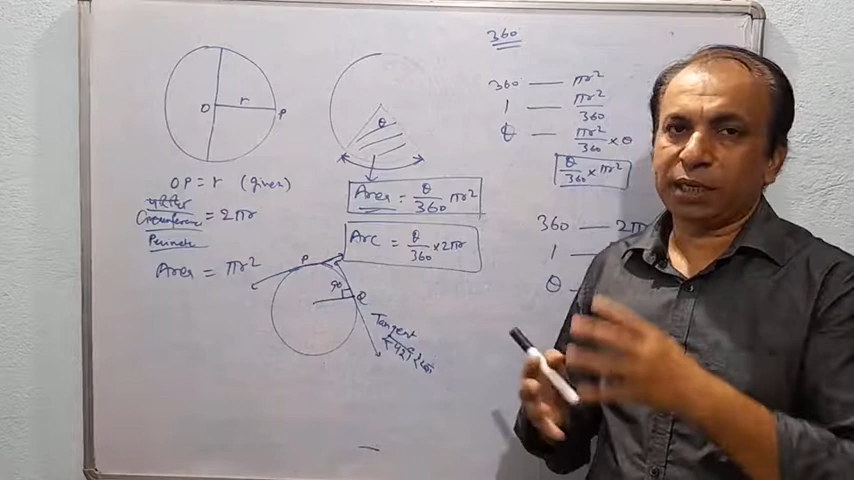 360
O r P
θ
OP = r (given)
परिधि
Circumference = 2πr
Perimeter
Area = πr²
Area = θ/360 πr²
Arc = θ/360 × 2πr
360 — πr²
1 — πr²/360
θ — πr²/360 × θ
θ/360 × πr²
360 — 2π
1 —
θ —
P
90
Q
Tangent